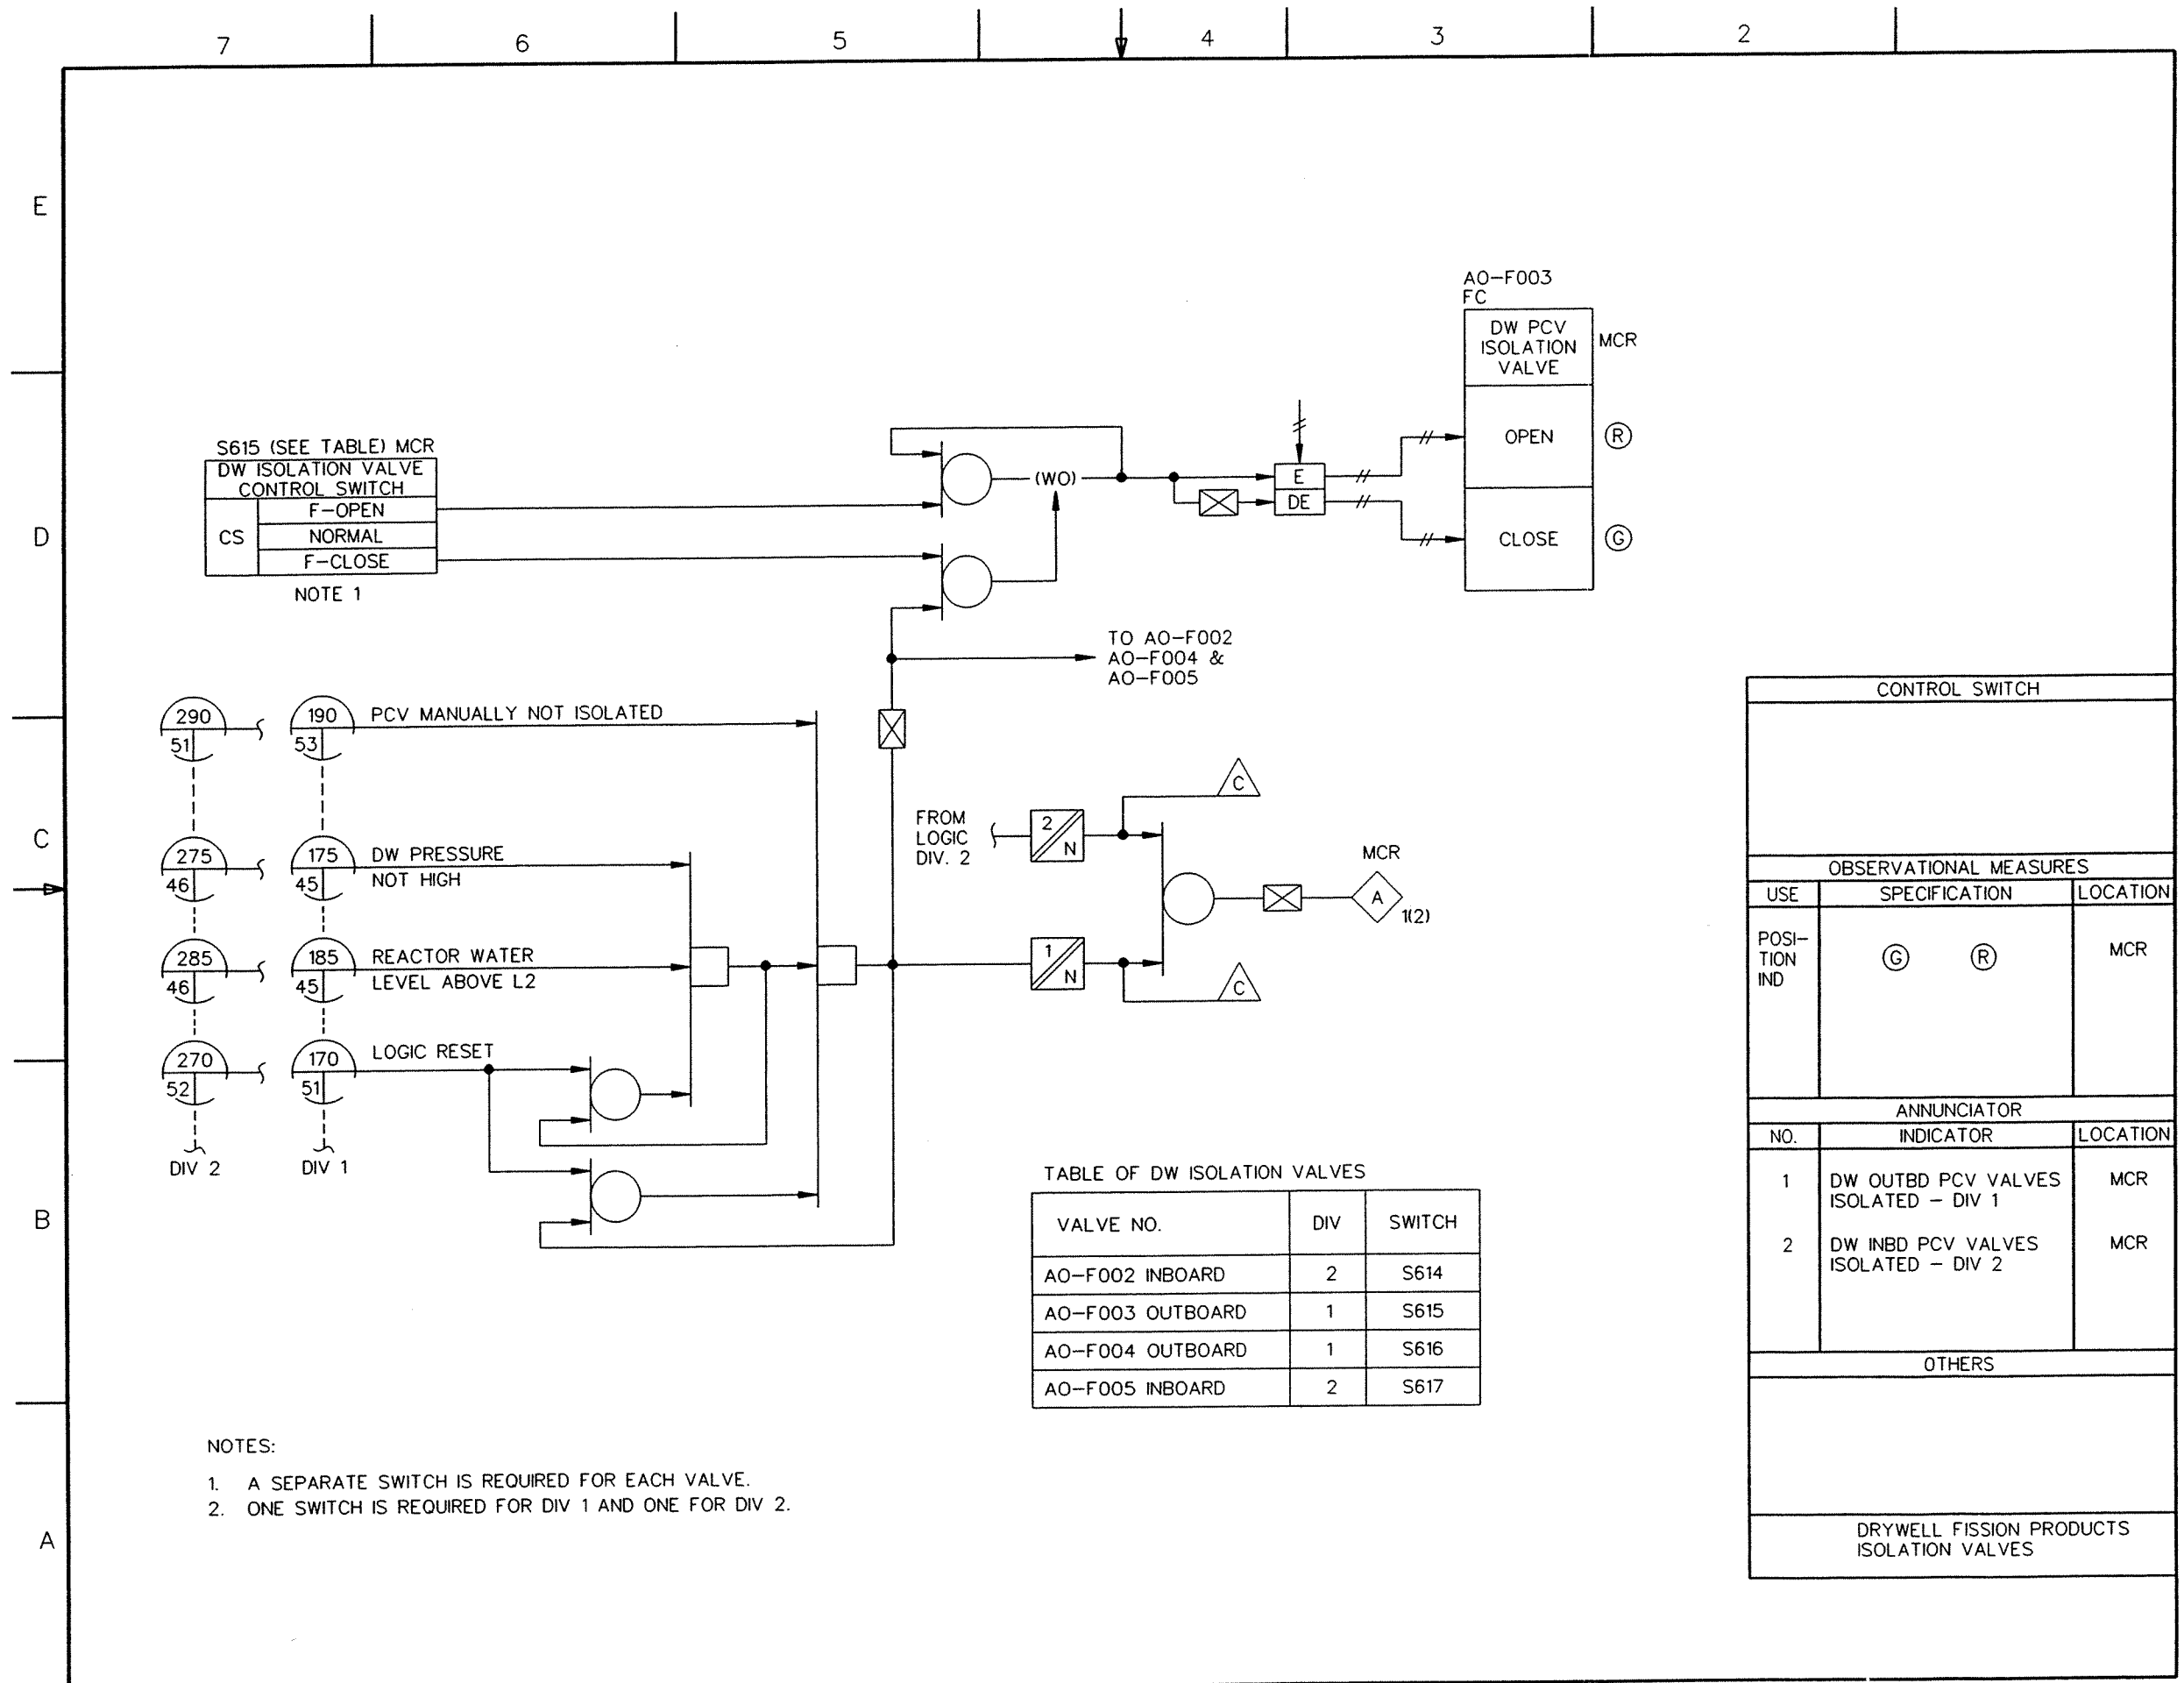 7 6 5 4 3 2
E
D
C
B
A
AO-F003
FC
DW PCV
ISOLATION
VALVE
MCR
OPEN
R
CLOSE
G
S615 (SEE TABLE) MCR
DW ISOLATION VALVE
CONTROL SWITCH
CS
F-OPEN
NORMAL
F-CLOSE
NOTE 1
(WO)
E
DE
TO AO-F002
AO-F004 &
AO-F005
290
51
190
53
PCV MANUALLY NOT ISOLATED
275
46
175
45
DW PRESSURE
NOT HIGH
285
46
185
45
REACTOR WATER
LEVEL ABOVE L2
270
52
170
51
LOGIC RESET
DIV 2
DIV 1
FROM
LOGIC
DIV. 2
2
N
C
1
N
C
MCR
A
1(2)
TABLE OF DW ISOLATION VALVES
VALVE NO. DIV SWITCH
AO-F002 INBOARD 2 S614
AO-F003 OUTBOARD 1 S615
AO-F004 OUTBOARD 1 S616
AO-F005 INBOARD 2 S617
NOTES:
1. A SEPARATE SWITCH IS REQUIRED FOR EACH VALVE.
2. ONE SWITCH IS REQUIRED FOR DIV 1 AND ONE FOR DIV 2.
CONTROL SWITCH
OBSERVATIONAL MEASURES
USE SPECIFICATION LOCATION
POSI-
TION
IND
G R
MCR
ANNUNCIATOR
NO. INDICATOR LOCATION
1 DW OUTBD PCV VALVES MCR
ISOLATED - DIV 1
2 DW INBD PCV VALVES MCR
ISOLATED - DIV 2
OTHERS
DRYWELL FISSION PRODUCTS
ISOLATION VALVES